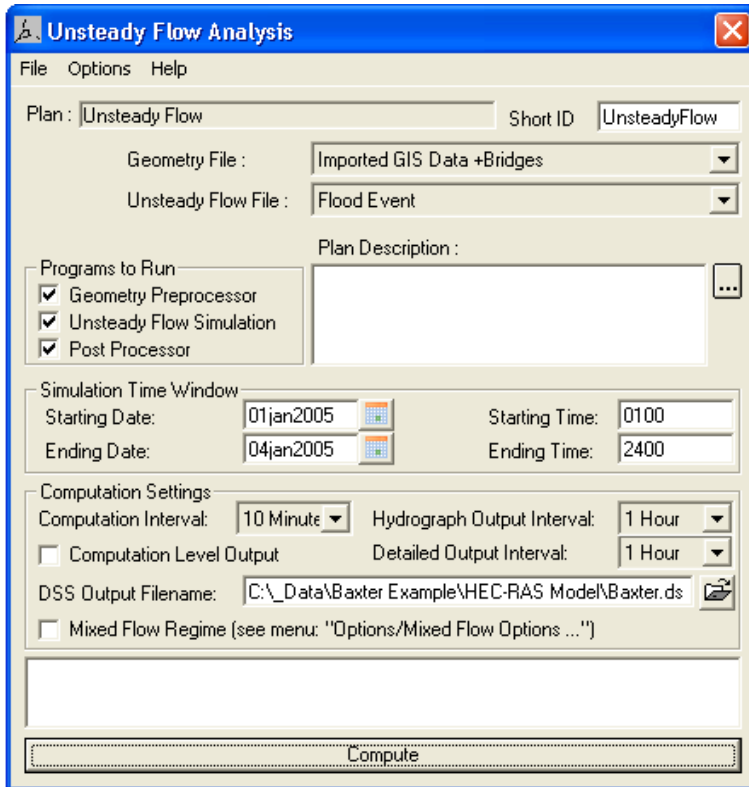 Unsteady Flow Analysis
File Options Help
Plan : Unsteady Flow Short ID UnsteadyFlow
Geometry File : Imported GIS Data +Bridges
Unsteady Flow File : Flood Event
Plan Description :
Programs to Run
Geometry Preprocessor
Unsteady Flow Simulation
Post Processor
...
Simulation Time Window
Starting Date: 01jan2005 Starting Time: 0100
Ending Date: 04jan2005 Ending Time: 2400
Computation Settings
Computation Interval: 10 Minute Hydrograph Output Interval: 1 Hour
Computation Level Output Detailed Output Interval: 1 Hour
DSS Output Filename: C:\_Data\Baxter Example\HEC-RAS Model\Baxter.ds
Mixed Flow Regime (see menu: "Options/Mixed Flow Options ...")
Compute